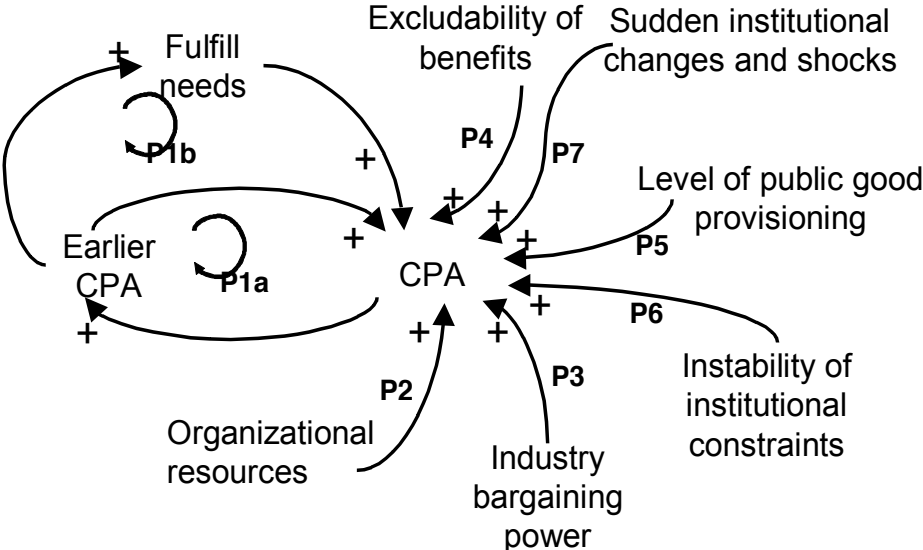 Excludability of
benefits
Sudden institutional
changes and shocks
+
Fulfill
needs
P1b
+
P4
P7
+
+
Level of public good
provisioning
P5
+
+
Earlier
CPA
P1a
CPA
+
+
P6
+
+
+
P2
P3
Instability of
institutional
constraints
Organizational
resources
Industry
bargaining
power